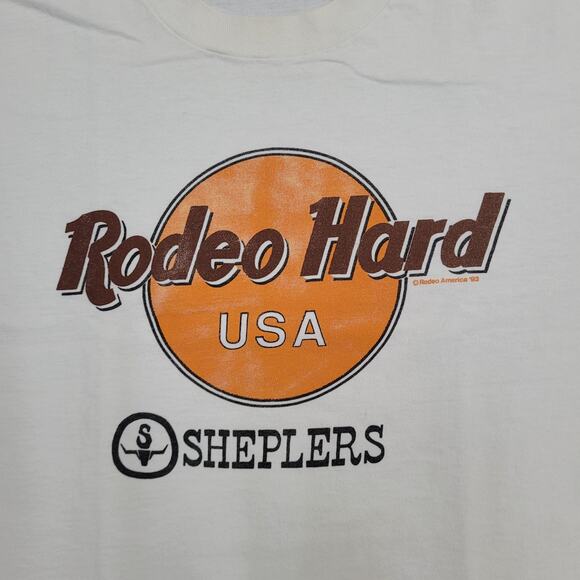 Rodeo Hard
© Rodeo America '93
USA
S
SHEPLERS